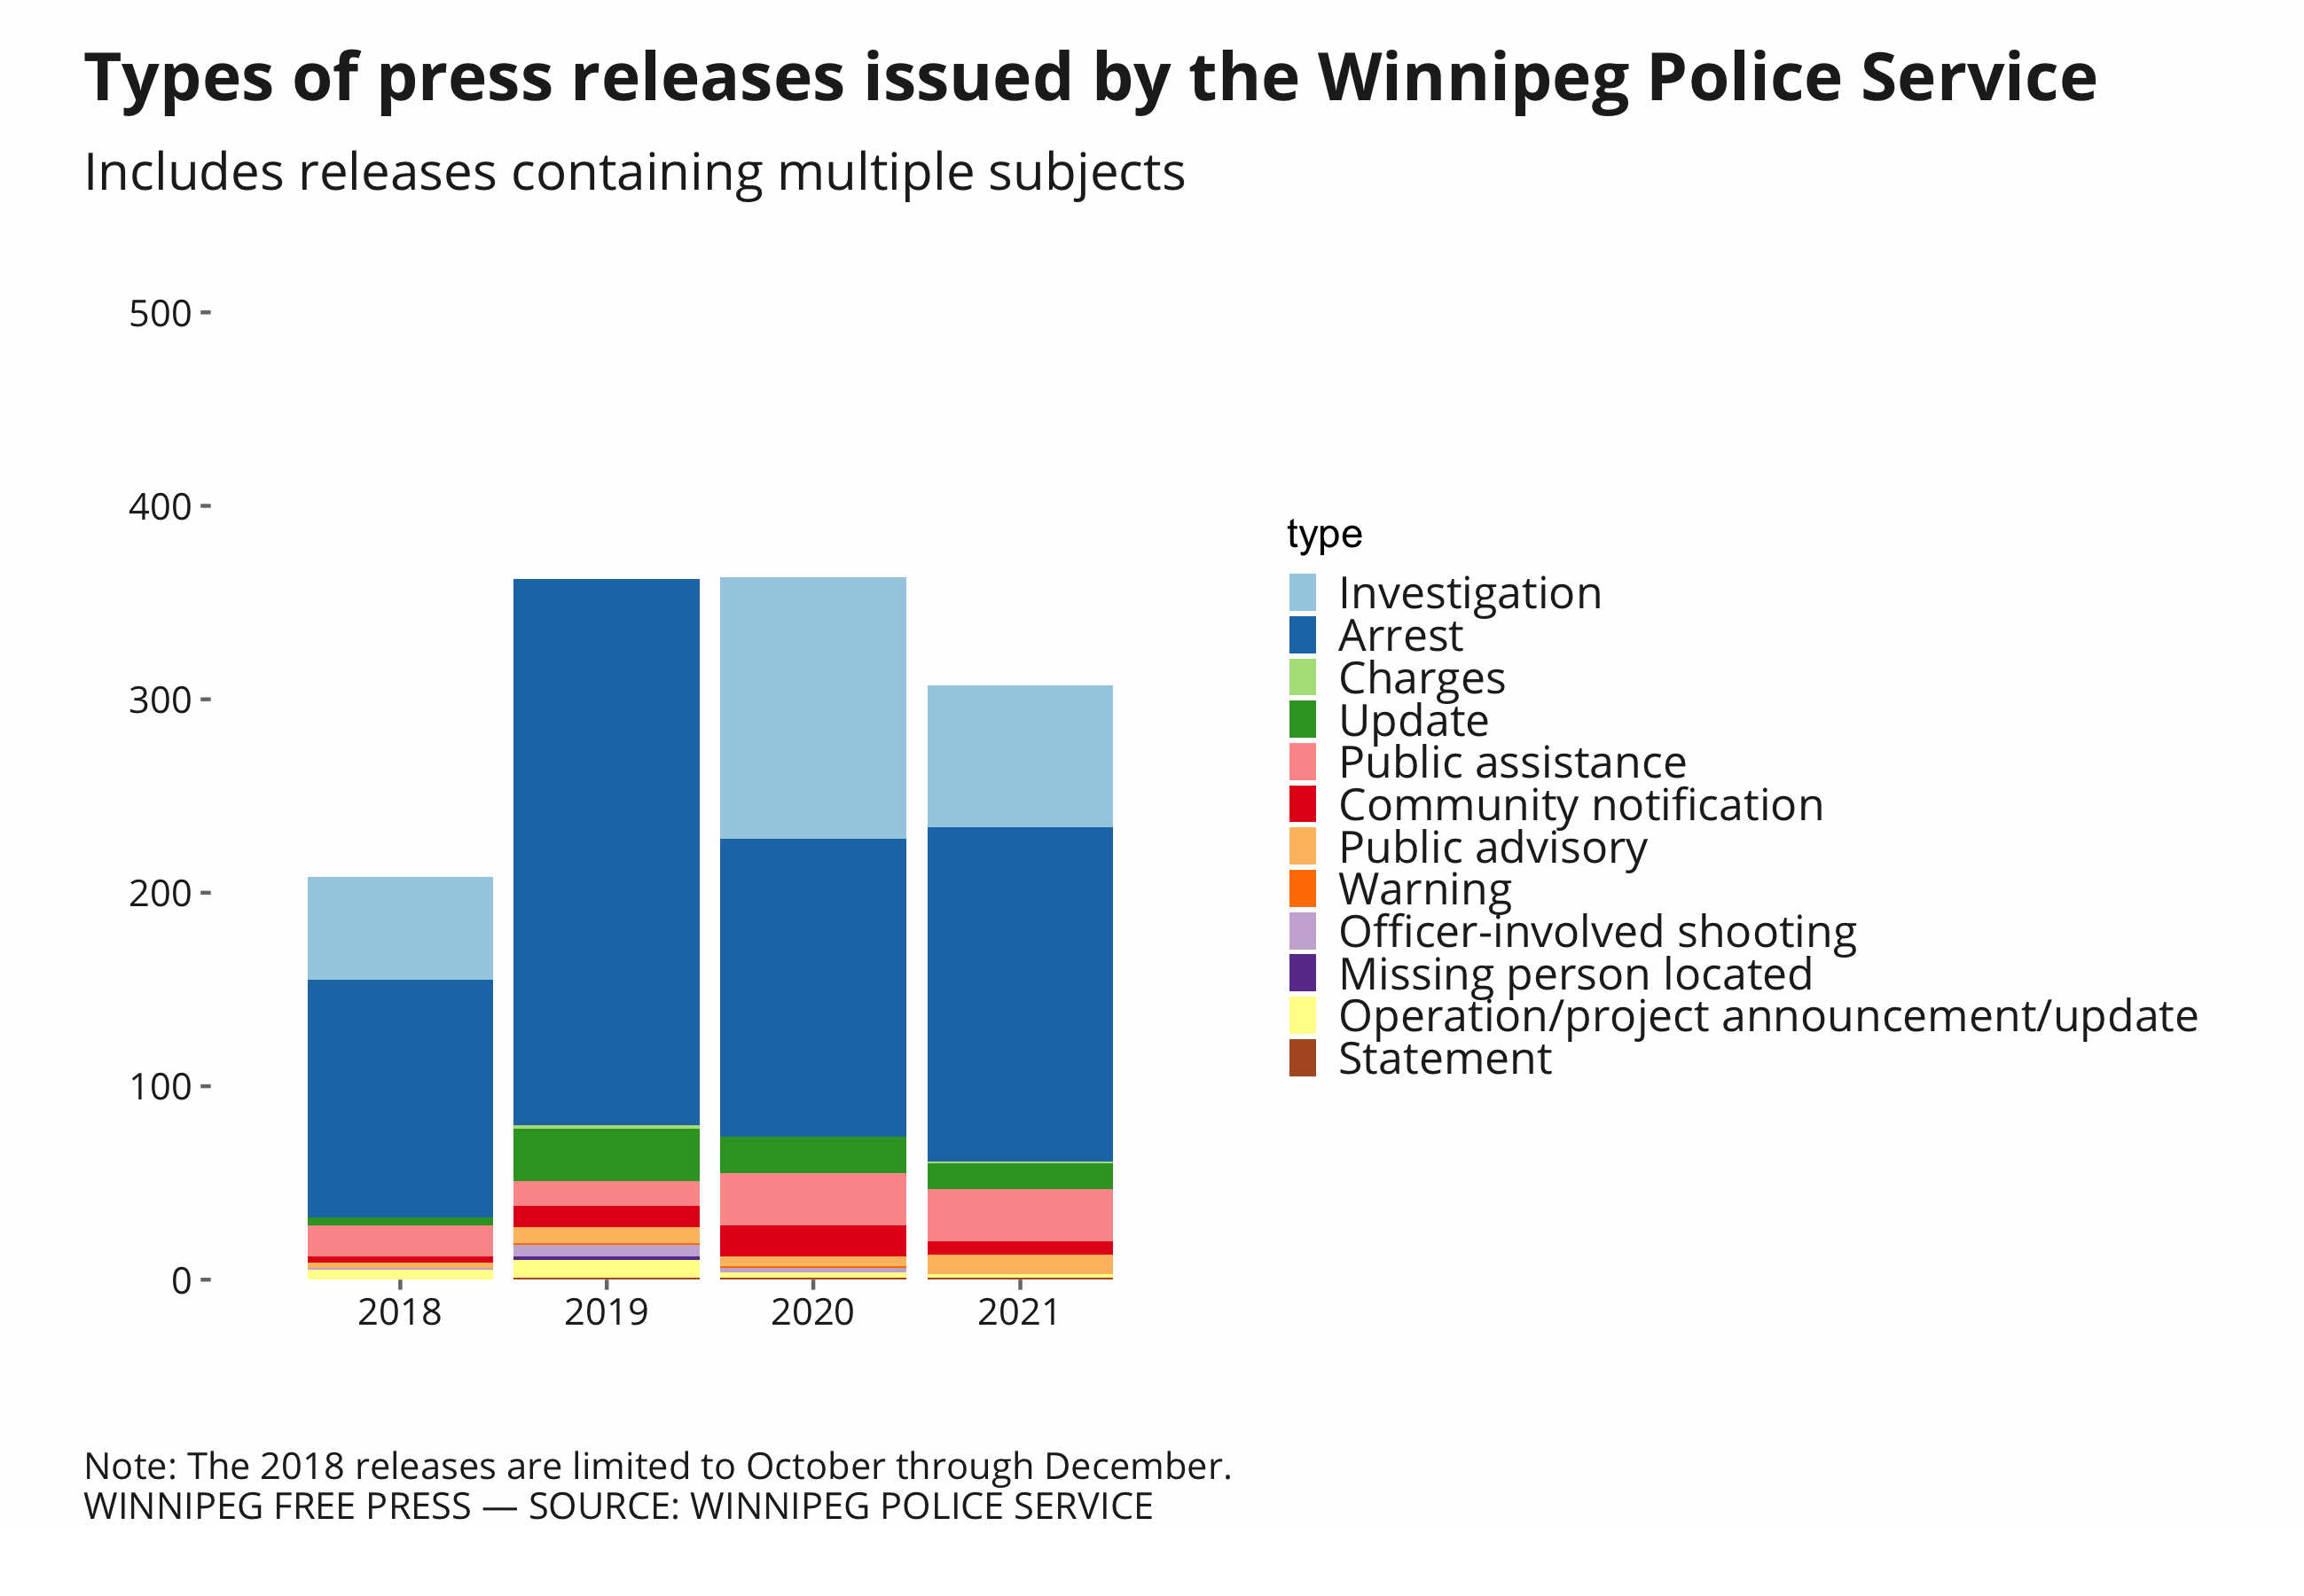 Types of press releases issued by the Winnipeg Police Service
Includes releases containing multiple subjects
500
400
300
200
100
0
2018
2019
2020
2021
type
Investigation
Arrest
Charges
Update
Public assistance
Community notification
Public advisory
Warning
Officer-involved shooting
Missing person located
Operation/project announcement/update
Statement
Note: The 2018 releases are limited to October through December.
WINNIPEG FREE PRESS — SOURCE: WINNIPEG POLICE SERVICE